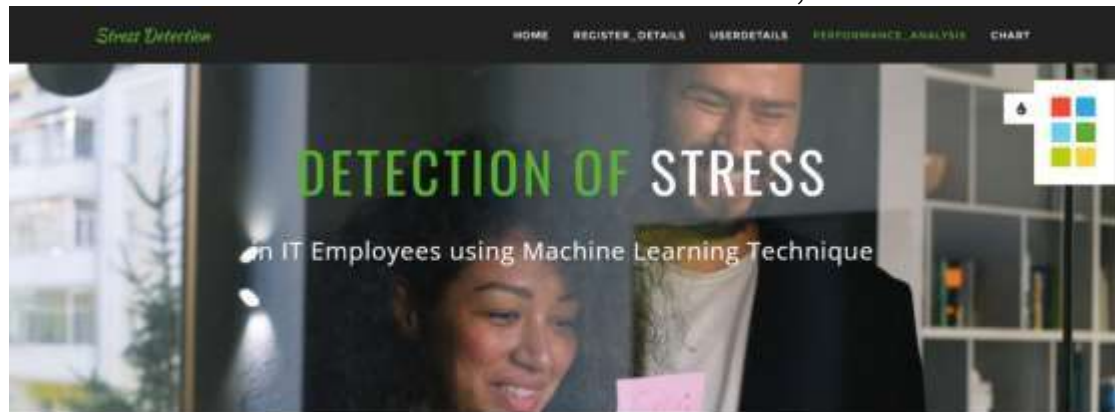 Stress Detection
HOME REGISTER_DETAILS USERDETAILS PERFORMANCE_ANALYSIS CHART
DETECTION OF STRESS
in IT Employees using Machine Learning Technique